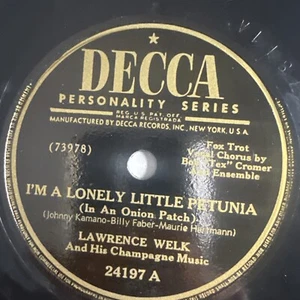 DECCA
PERSONALITY SERIES
REG. U.S. PAT. OFF.
MARCA REGISTRADA
MANUFACTURED BY DECCA RECORDS, INC., NEW YORK, U.S.A.
(73978)
Fox Trot
Vocal Chorus by
"Tex" Cromer
Ensemble
I'M A LONELY LITTLE PETUNIA
(In An Onion Patch)
(Johnny Kamano-Billy Faber-Maurie Hartmann)
LAWRENCE WELK
And His Champagne Music
24197 A